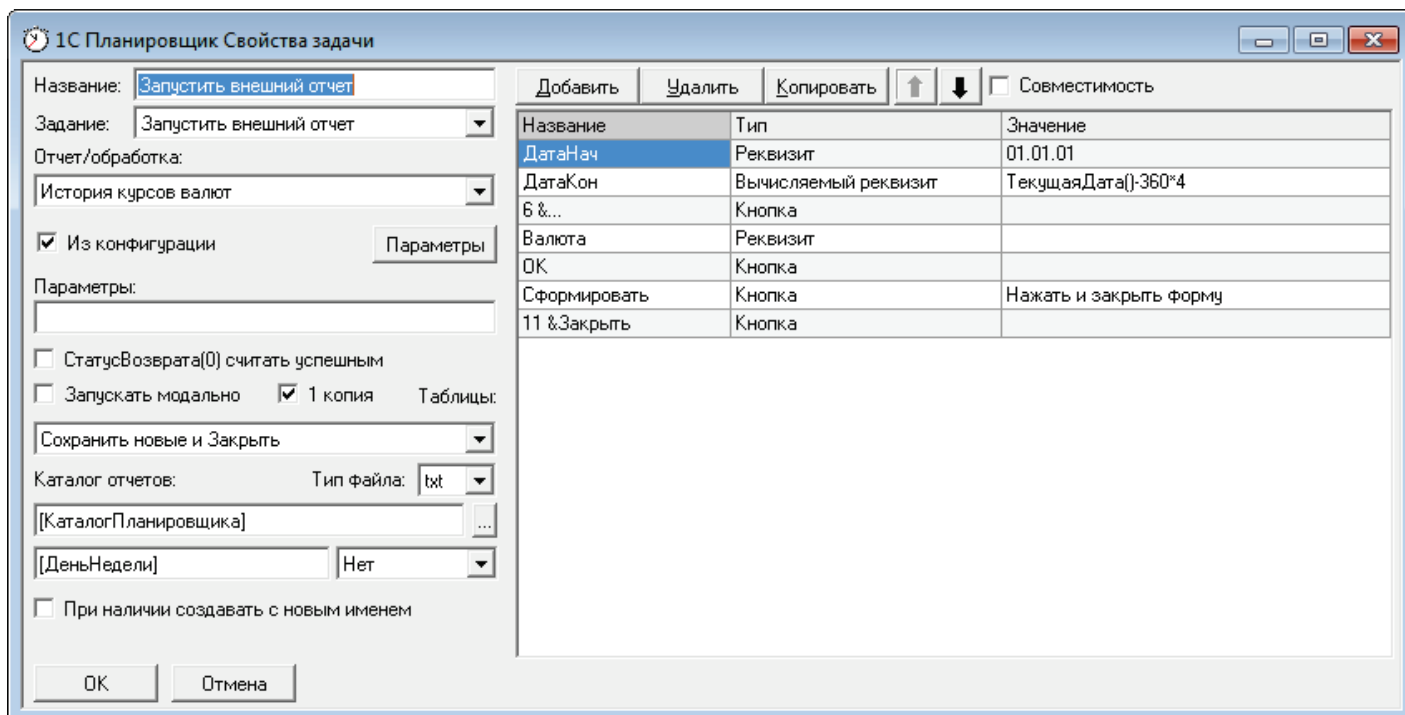 1С Планировщик Свойства задачи
Название: Запустить внешний отчет
Задание: Запустить внешний отчет
Отчет/обработка:
История курсов валют
Из конфигурации Параметры
Параметры:
СтатусВозврата(0) считать успешным
Запускать модально 1 копия Таблицы:
Сохранить новые и Закрыть
Каталог отчетов: Тип файла: txt
[КаталогПланировщика] ...
[ДеньНедели] Нет
При наличии создавать с новым именем
OK Отмена
Добавить Удалить Копировать Совместимость
Название Тип Значение
ДатаНач Реквизит 01.01.01
ДатаКон Вычисляемый реквизит ТекущаяДата()-360*4
6 &... Кнопка
Валюта Реквизит
OK Кнопка
Сформировать Кнопка Нажать и закрыть форму
11 &Закрыть Кнопка